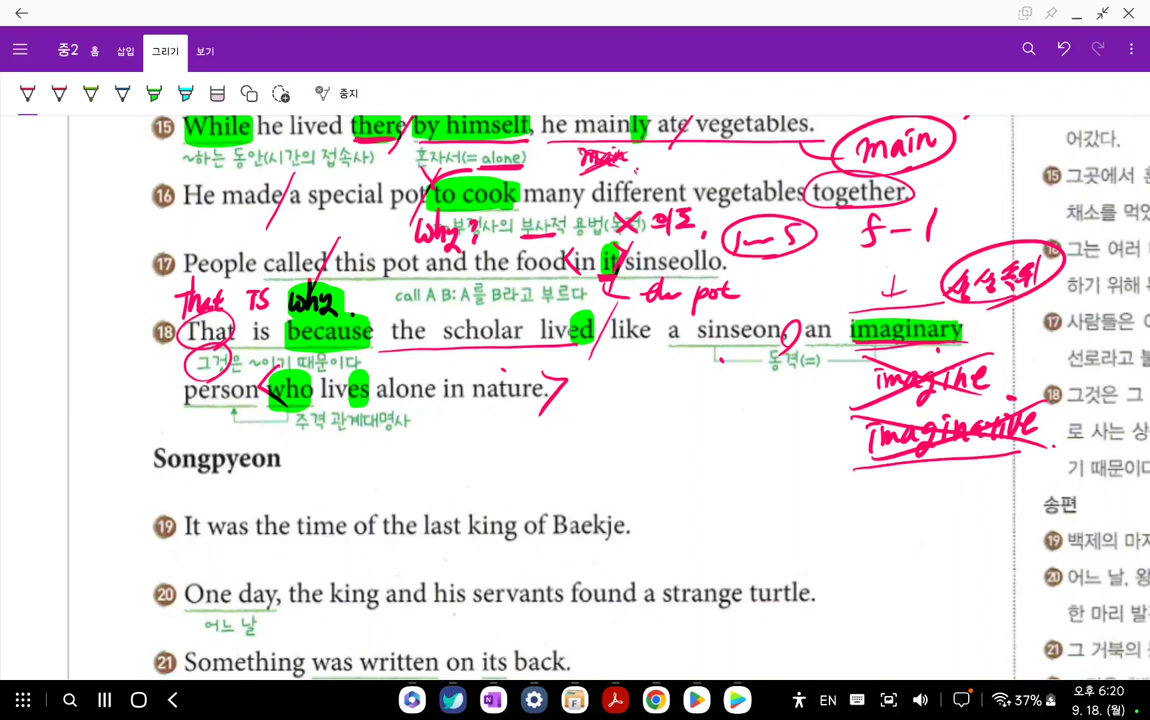 중2 홈 삽입 그리기 보기
중지
15 While he lived there by himself, he mainly ate vegetables.
main
~하는 동안(시간의 접속사) 혼자서(= alone) main
16 He made a special pot to cook many different vegetables together.
why? 부정사의 부사적 용법(목적) 의도.
1-5
f-1
17 People called this pot and the food in it sinseollo.
call A B: A를 B라고 부르다
the pot
상상속의
That is why.
18 That is because the scholar lived like a sinseon, an imaginary
그것은 ~이기 때문이다 동격(=)
imagine
person who lives alone in nature.
imaginative
주격 관계대명사
Songpyeon
19 It was the time of the last king of Baekje.
20 One day, the king and his servants found a strange turtle.
어느 날
21 Something was written on its back.
어갔다.
15 그곳에서 혼
채소를 먹었
그는 여러
하기 위해
17 사람들은 이
선로라고 불
18 그것은 그
로 사는 상
기 때문이다
송편
19 백제의 마지
20 어느 날, 왕
한 마리 발
21 그 거북의 등
EN
37%
오후 6:20
9. 18. (월)